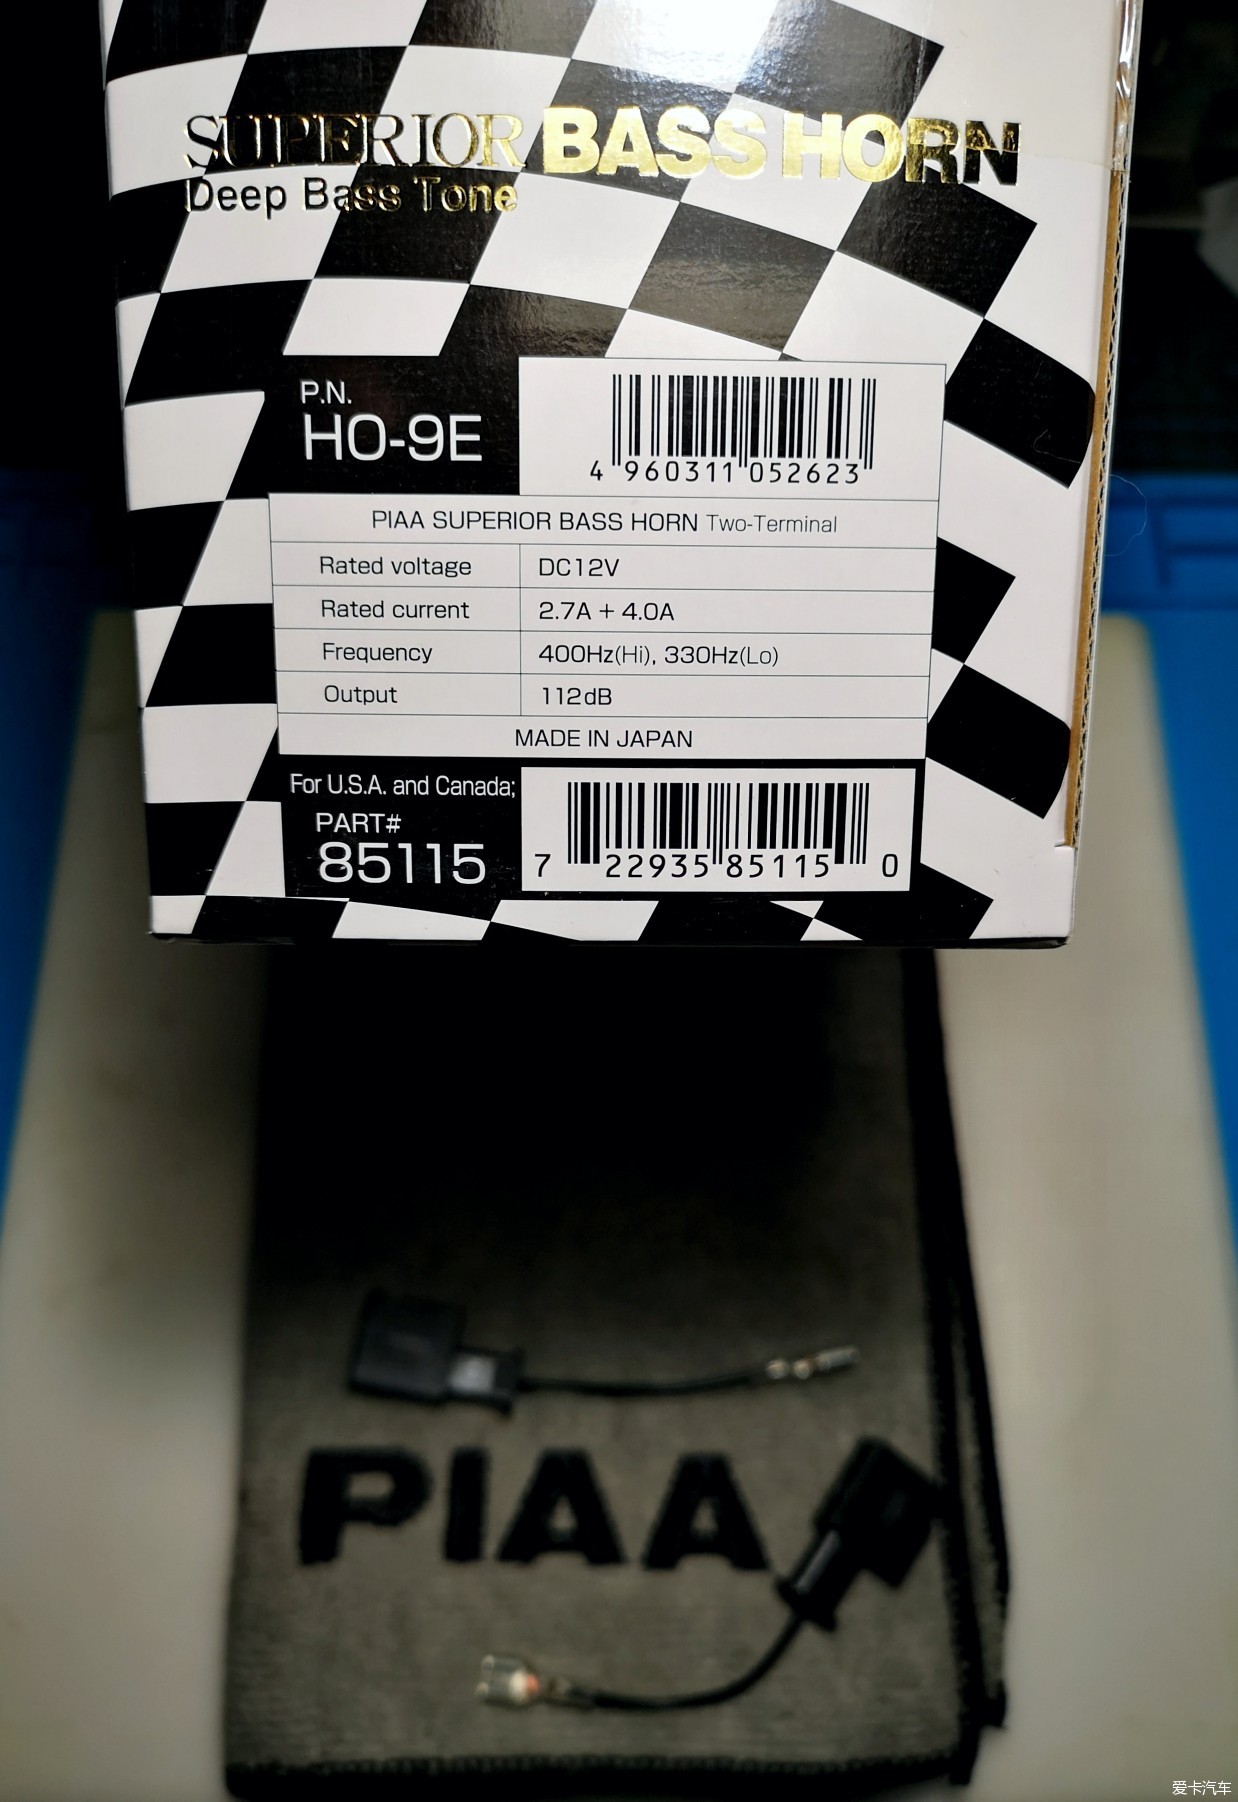 SUPERIOR BASS HORN
Deep Bass Tone
P.N.
HO-9E
4 960311 052623
PIAA SUPERIOR BASS HORN Two-Terminal
Rated voltage DC12V
Rated current 2.7A + 4.0A
Frequency 400Hz(Hi), 330Hz(Lo)
Output 112dB
MADE IN JAPAN
For U.S.A. and Canada;
PART#
85115
7 22935 85115 0
PIAA
爱卡汽车